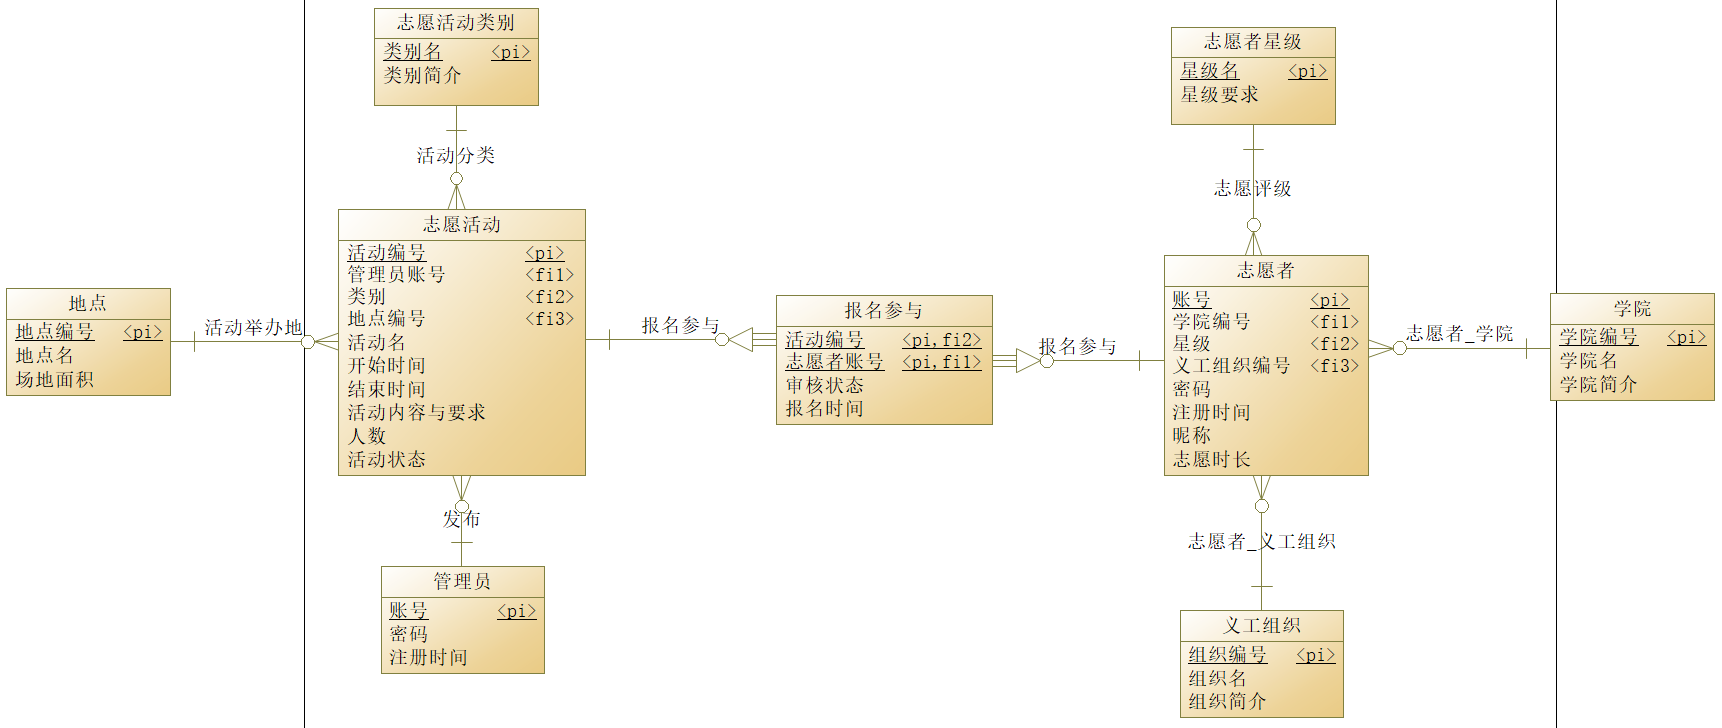 志愿活动类别
类别名 <pi>
类别简介
活动分类
志愿活动
活动编号 <pi>
管理员账号 <fi1>
类别 <fi2>
地点编号 <fi3>
活动名
开始时间
结束时间
活动内容与要求
人数
活动状态
地点
地点编号 <pi>
地点名
场地面积
活动举办地
发布
管理员
账号 <pi>
密码
注册时间
报名参与
报名参与
活动编号 <pi,fi2>
志愿者账号 <pi,fi1>
审核状态
报名时间
报名参与
志愿者星级
星级名 <pi>
星级要求
志愿评级
志愿者
账号 <pi>
学院编号 <fi1>
星级 <fi2>
义工组织编号 <fi3>
密码
注册时间
昵称
志愿时长
志愿者_学院
学院
学院编号 <pi>
学院名
学院简介
志愿者_义工组织
义工组织
组织编号 <pi>
组织名
组织简介